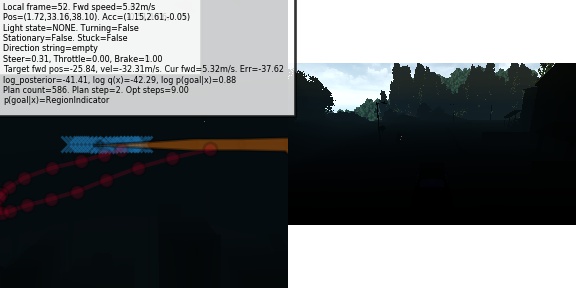 Local frame=52. Fwd speed=5.32m/s
Pos=(1.72,33.16,38.10). Acc=(1.15;2.61;-0.05)
Light state=NONE. Turning=False
Stationary=False. Stuck=False
Direction string=empty
Steer=0.31, Throttle=0.00, Brake=1.00
Target fwd pos=-25.84, vel=-32.31m/s. Cur fwd=5.32m/s. Err=-37.62
log_posterior=-41.41, log q(x)=-42.29, log p(goal|x)=0.88
Plan count=586. Plan step=2. Opt steps=9.00
p(goal|x)=RegionIndicator